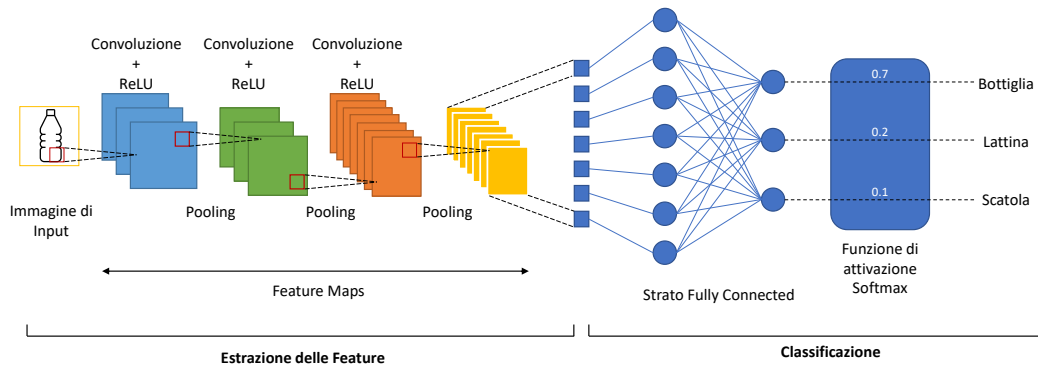 Convoluzione
+
ReLU
Convoluzione
+
ReLU
Convoluzione
+
ReLU
Immagine di
Input
Pooling
Pooling
Pooling
Feature Maps
Estrazione delle Feature
0.7
0.2
0.1
Bottiglia
Lattina
Scatola
Strato Fully Connected
Funzione di
attivazione
Softmax
Classificazione